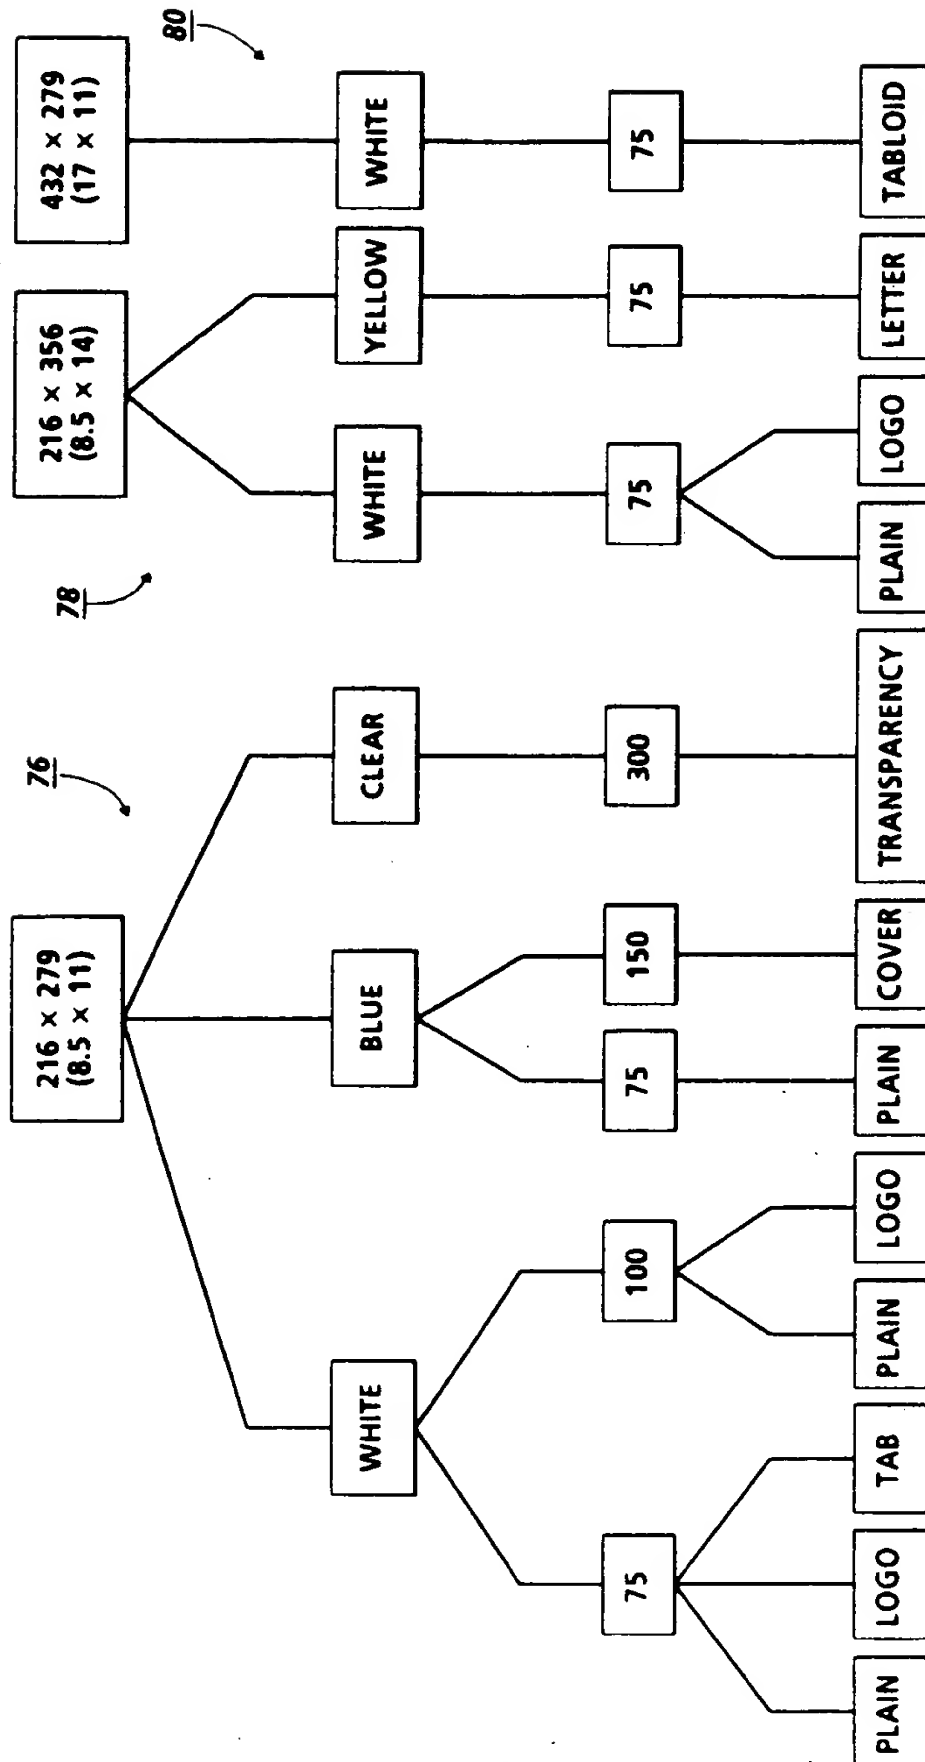 76
78
80
216 × 279
(8.5 × 11)
216 × 356
(8.5 × 14)
432 × 279
(17 × 11)
WHITE
BLUE
CLEAR
WHITE
YELLOW
WHITE
75
100
75
150
300
75
75
75
PLAIN
LOGO
TAB
PLAIN
LOGO
PLAIN
COVER
TRANSPARENCY
PLAIN
LOGO
LETTER
TABLOID